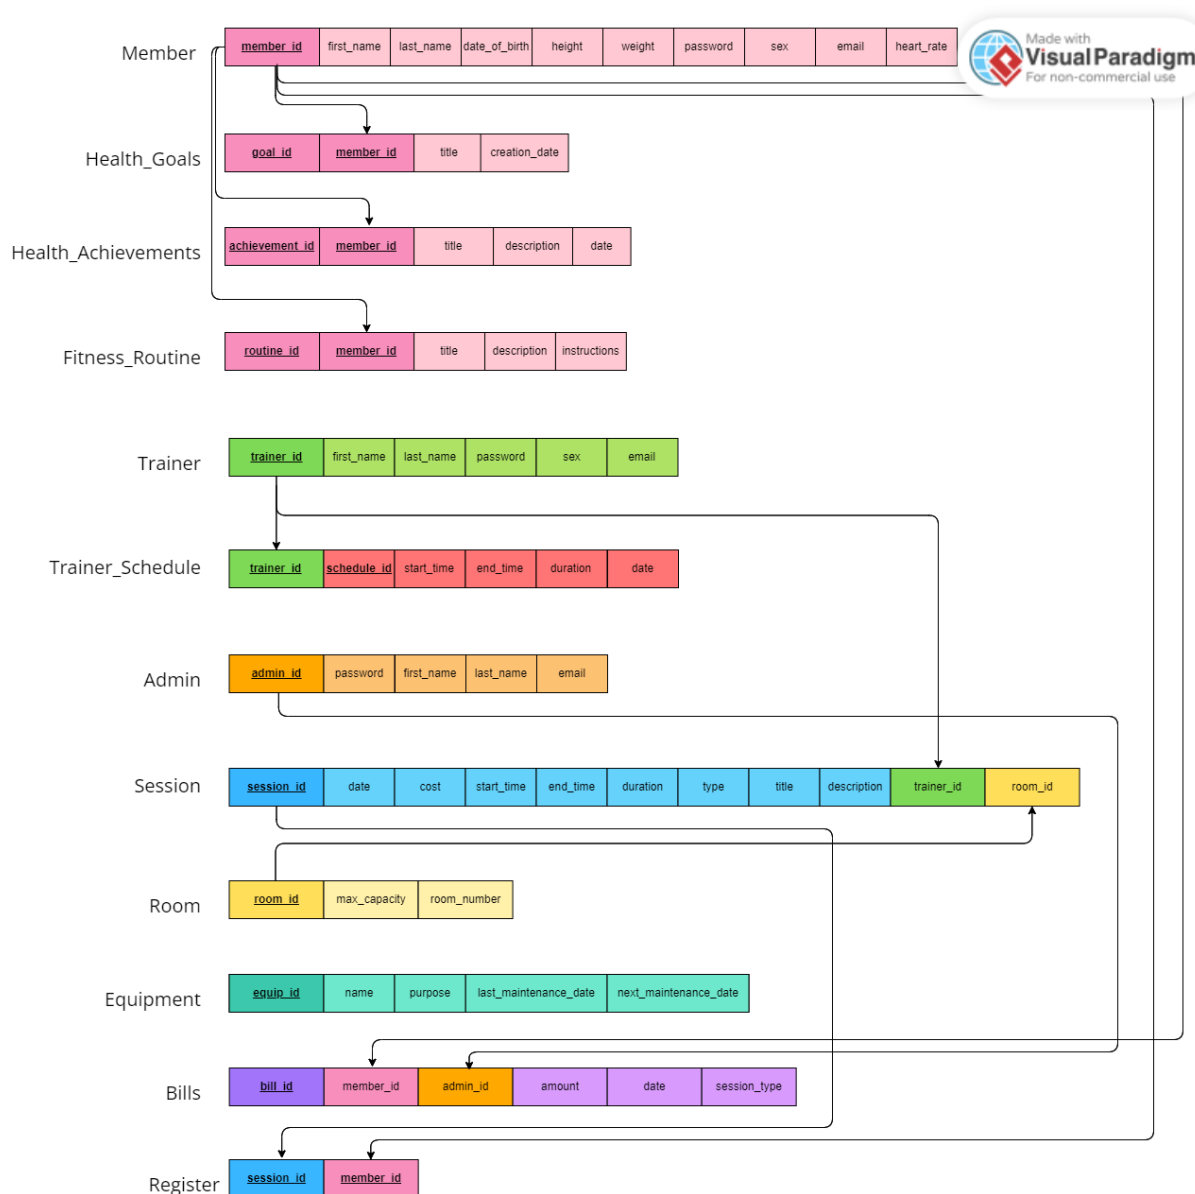 Made with
Visual Paradigm
For non-commercial use
Member member_id first_name last_name date_of_birth height weight password sex email heart_rate
Health_Goals goal_id member_id title creation_date
Health_Achievements achievement_id member_id title description date
Fitness_Routine routine_id member_id title description instructions
Trainer trainer_id first_name last_name password sex email
Trainer_Schedule trainer_id schedule_id start_time end_time duration date
Admin admin_id password first_name last_name email
Session session_id date cost start_time end_time duration type title description trainer_id room_id
Room room_id max_capacity room_number
Equipment equip_id name purpose last_maintenance_date next_maintenance_date
Bills bill_id member_id admin_id amount date session_type
Register session_id member_id